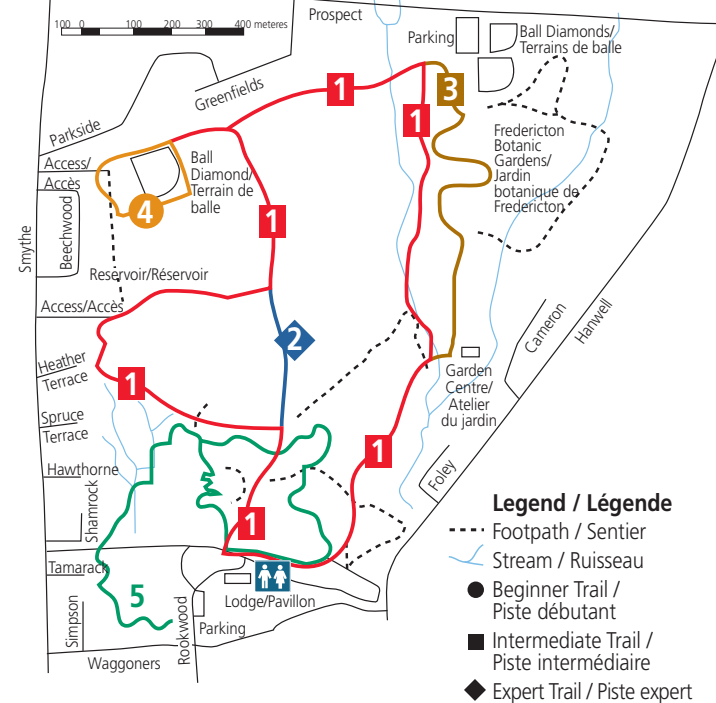 100 0 100 200 300 400 meteres
Prospect
Parking
Ball Diamonds/
Terrains de balle
Greenfields
1
3
1
Parkside
Fredericton
Botanic
Gardens/
Jardin
botanique de
Fredericton
Access/
Accès
Ball
Diamond/
Terrain de
balle
4
1
Smythe
Beechwood
Reservoir/Réservoir
Access/Accès
2
Cameron
Hanwell
Heather
Terrace
1
Garden
Centre/
Atelier
du jardin
Spruce
Terrace
1
Hawthorne
Foley
Shamrock
1
Legend / Légende
Footpath / Sentier
Stream / Ruisseau
Beginner Trail /
Piste débutant
Intermediate Trail /
Piste intermédiaire
Expert Trail / Piste expert
Tamarack
5
Lodge/Pavillon
Simpson
Rookwood
Parking
Waggoners